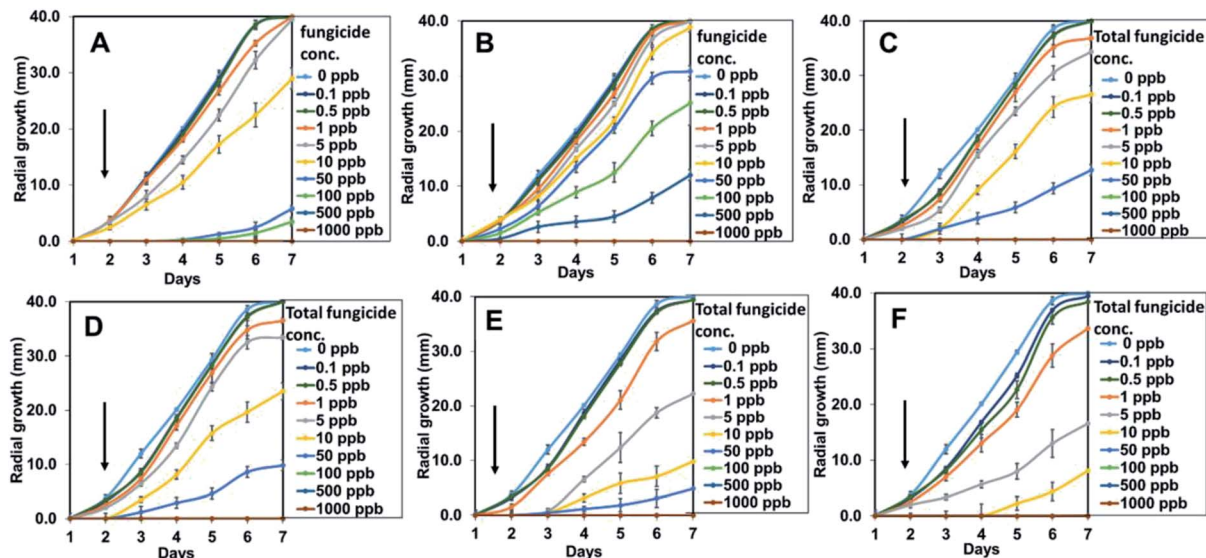 A
Radial growth (mm)
40.0
30.0
20.0
10.0
0.0
1 2 3 4 5 6 7
Days
fungicide
conc.
0 ppb
0.1 ppb
0.5 ppb
1 ppb
5 ppb
10 ppb
50 ppb
100 ppb
500 ppb
1000 ppb
B
Radial growth (mm)
40.0
30.0
20.0
10.0
0.0
1 2 3 4 5 6 7
Days
fungicide
conc.
0 ppb
0.1 ppb
0.5 ppb
1 ppb
5 ppb
10 ppb
50 ppb
100 ppb
500 ppb
1000 ppb
C
Radial growth (mm)
40.0
30.0
20.0
10.0
0.0
1 2 3 4 5 6 7
Days
Total fungicide
conc.
0 ppb
0.1 ppb
0.5 ppb
1 ppb
5 ppb
10 ppb
50 ppb
100 ppb
500 ppb
1000 ppb
D
Radial growth (mm)
40.0
30.0
20.0
10.0
0.0
1 2 3 4 5 6 7
Days
Total fungicide
conc.
0 ppb
0.1 ppb
0.5 ppb
1 ppb
5 ppb
10 ppb
50 ppb
100 ppb
500 ppb
1000 ppb
E
Radial growth (mm)
40.0
30.0
20.0
10.0
0.0
1 2 3 4 5 6 7
Days
Total fungicide
conc.
0 ppb
0.1 ppb
0.5 ppb
1 ppb
5 ppb
10 ppb
50 ppb
100 ppb
500 ppb
1000 ppb
F
Radial growth (mm)
40.0
30.0
20.0
10.0
0.0
1 2 3 4 5 6 7
Days
Total fungicide
conc.
0 ppb
0.1 ppb
0.5 ppb
1 ppb
5 ppb
10 ppb
50 ppb
100 ppb
500 ppb
1000 ppb